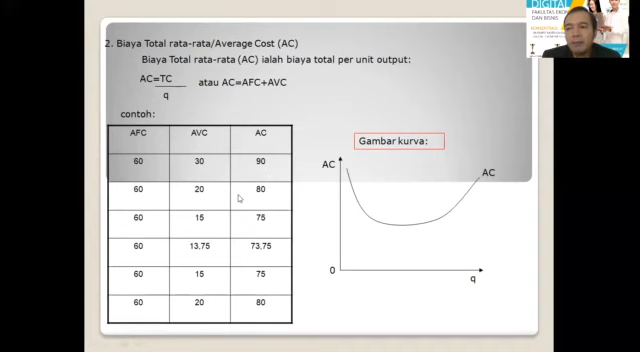 DIGITAL
FAKULTAS EKONOMI
DAN BISNIS
2. Biaya Total rata-rata/Average Cost (AC)
Biaya Total rata-rata (AC) ialah biaya total per unit output:
AC=TC atau AC=AFC+AVC
q
contoh:
AFC AVC AC
60 30 90
60 20 80
60 15 75
60 13,75 73,75
60 15 75
60 20 80
Gambar kurva:
AC
AC
0
q